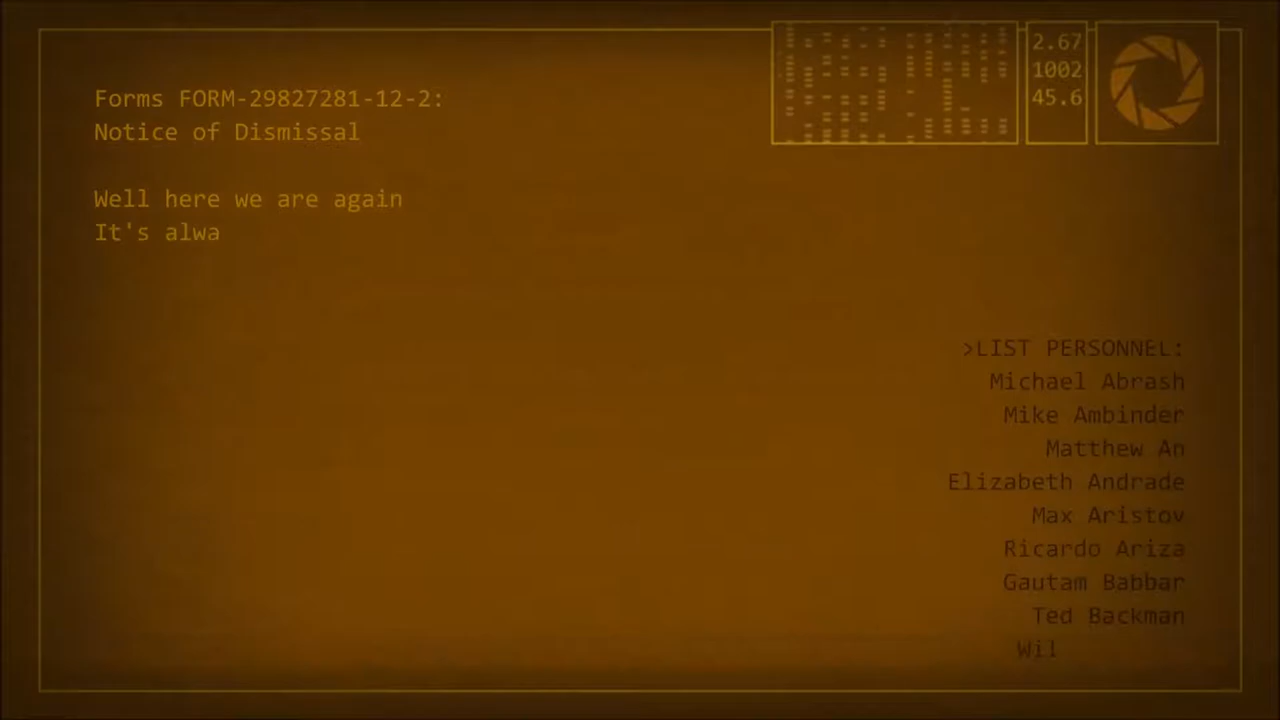 Forms FORM-29827281-12-2:
Notice of Dismissal
Well here we are again
It's alwa
2.67
1002
45.6
>LIST PERSONNEL:
Michael Abrash
Mike Ambinder
Matthew An
Elizabeth Andrade
Max Aristov
Ricardo Ariza
Gautam Babbar
Ted Backman
Wil